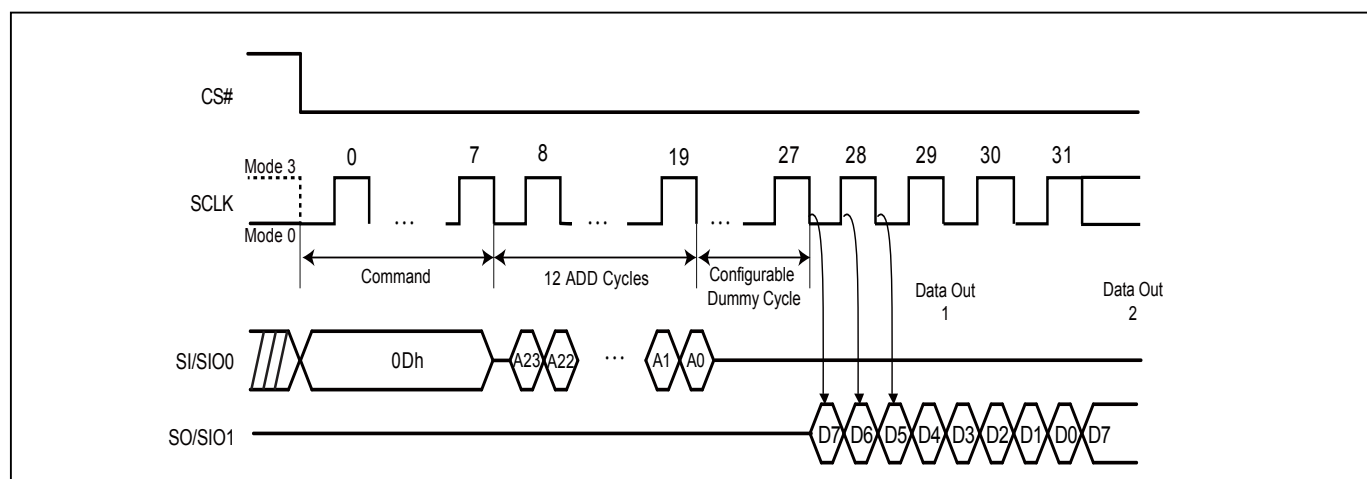 CS#
0 7 8 19 27 28 29 30 31
Mode 3
SCLK
... ... ...
Mode 0
Command
12 ADD Cycles
Configurable
Dummy Cycle
Data Out
1
Data Out
2
SI/SIO0
0Dh
A23 A22 ... A1 A0
SO/SIO1
D7 D6 D5 D4 D3 D2 D1 D0 D7